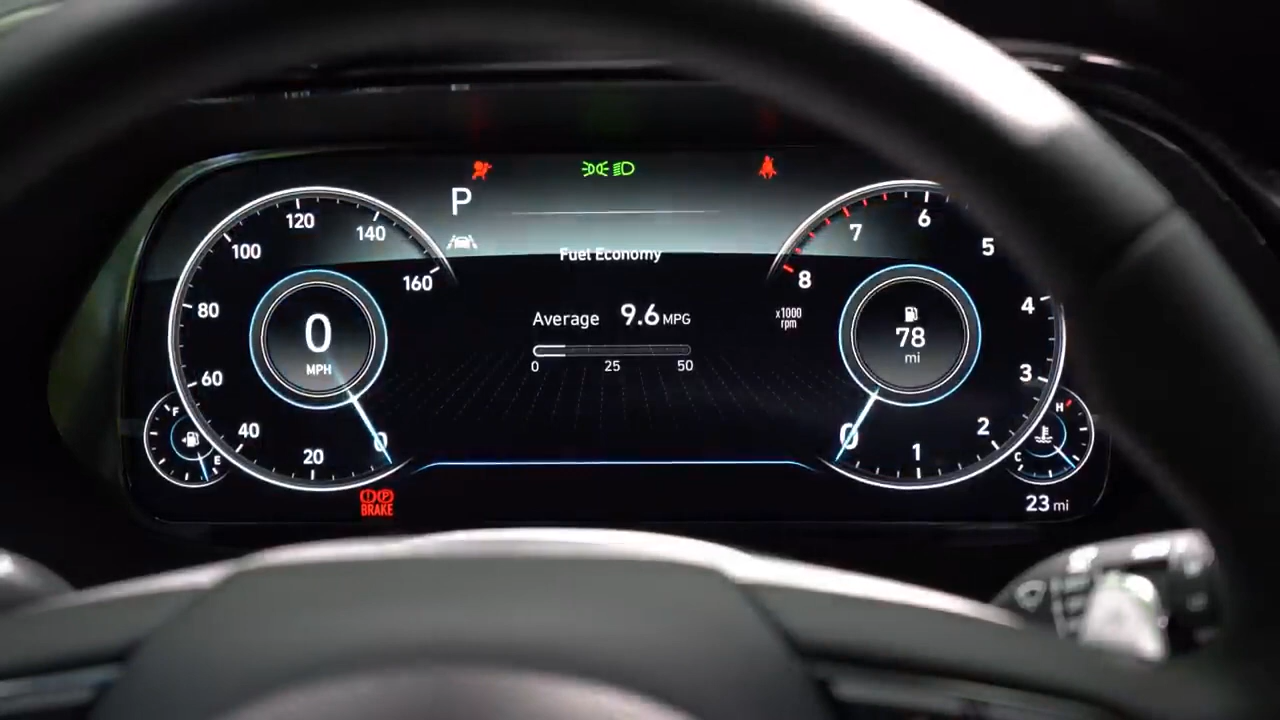 P
Fuel Economy
Average 9.6 MPG
0 25 50
0
MPH
0 20 40 60 80 100 120 140 160
F
E
BRAKE
P
x1000
rpm
0 1 2 3 4 5 6 7 8
78
mi
H
C
23 mi